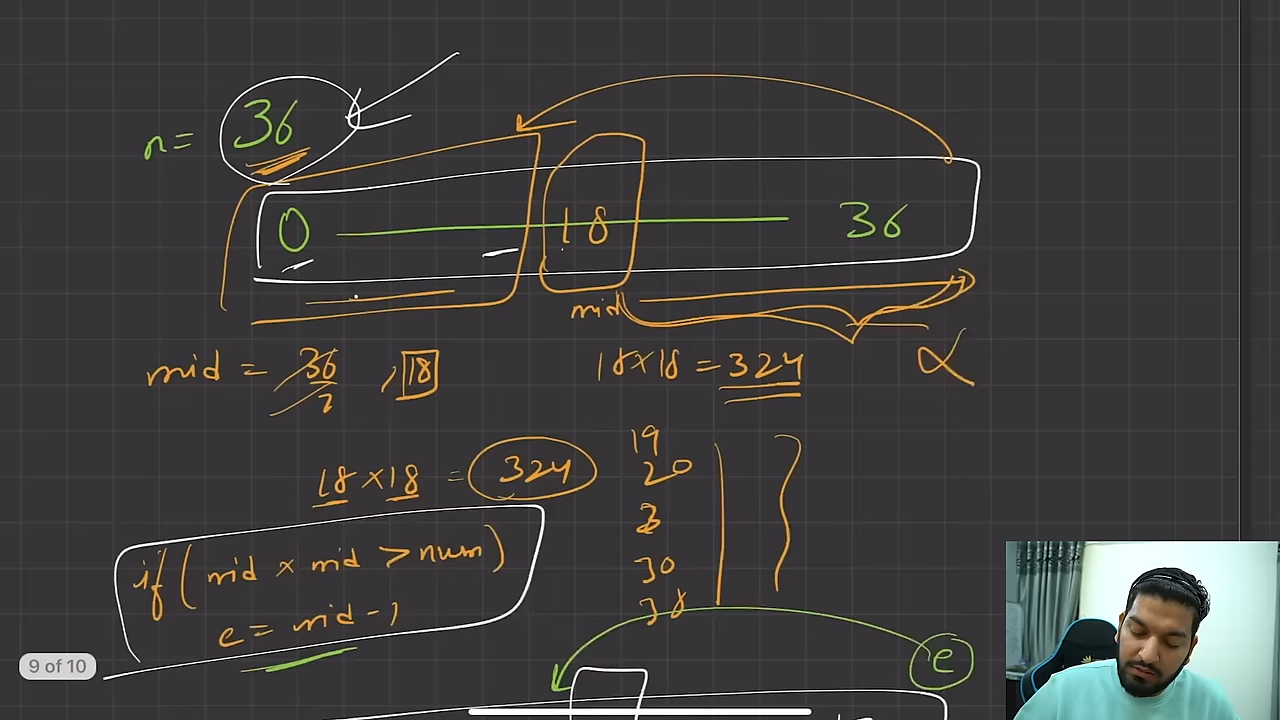 n = 36
0 18 36
mid
mid = 36/2 , 18
18 × 18 = 324
18 × 18 = 324
19
20
30
if ( mid × mid > num )
e = mid - 1
e
9 of 10